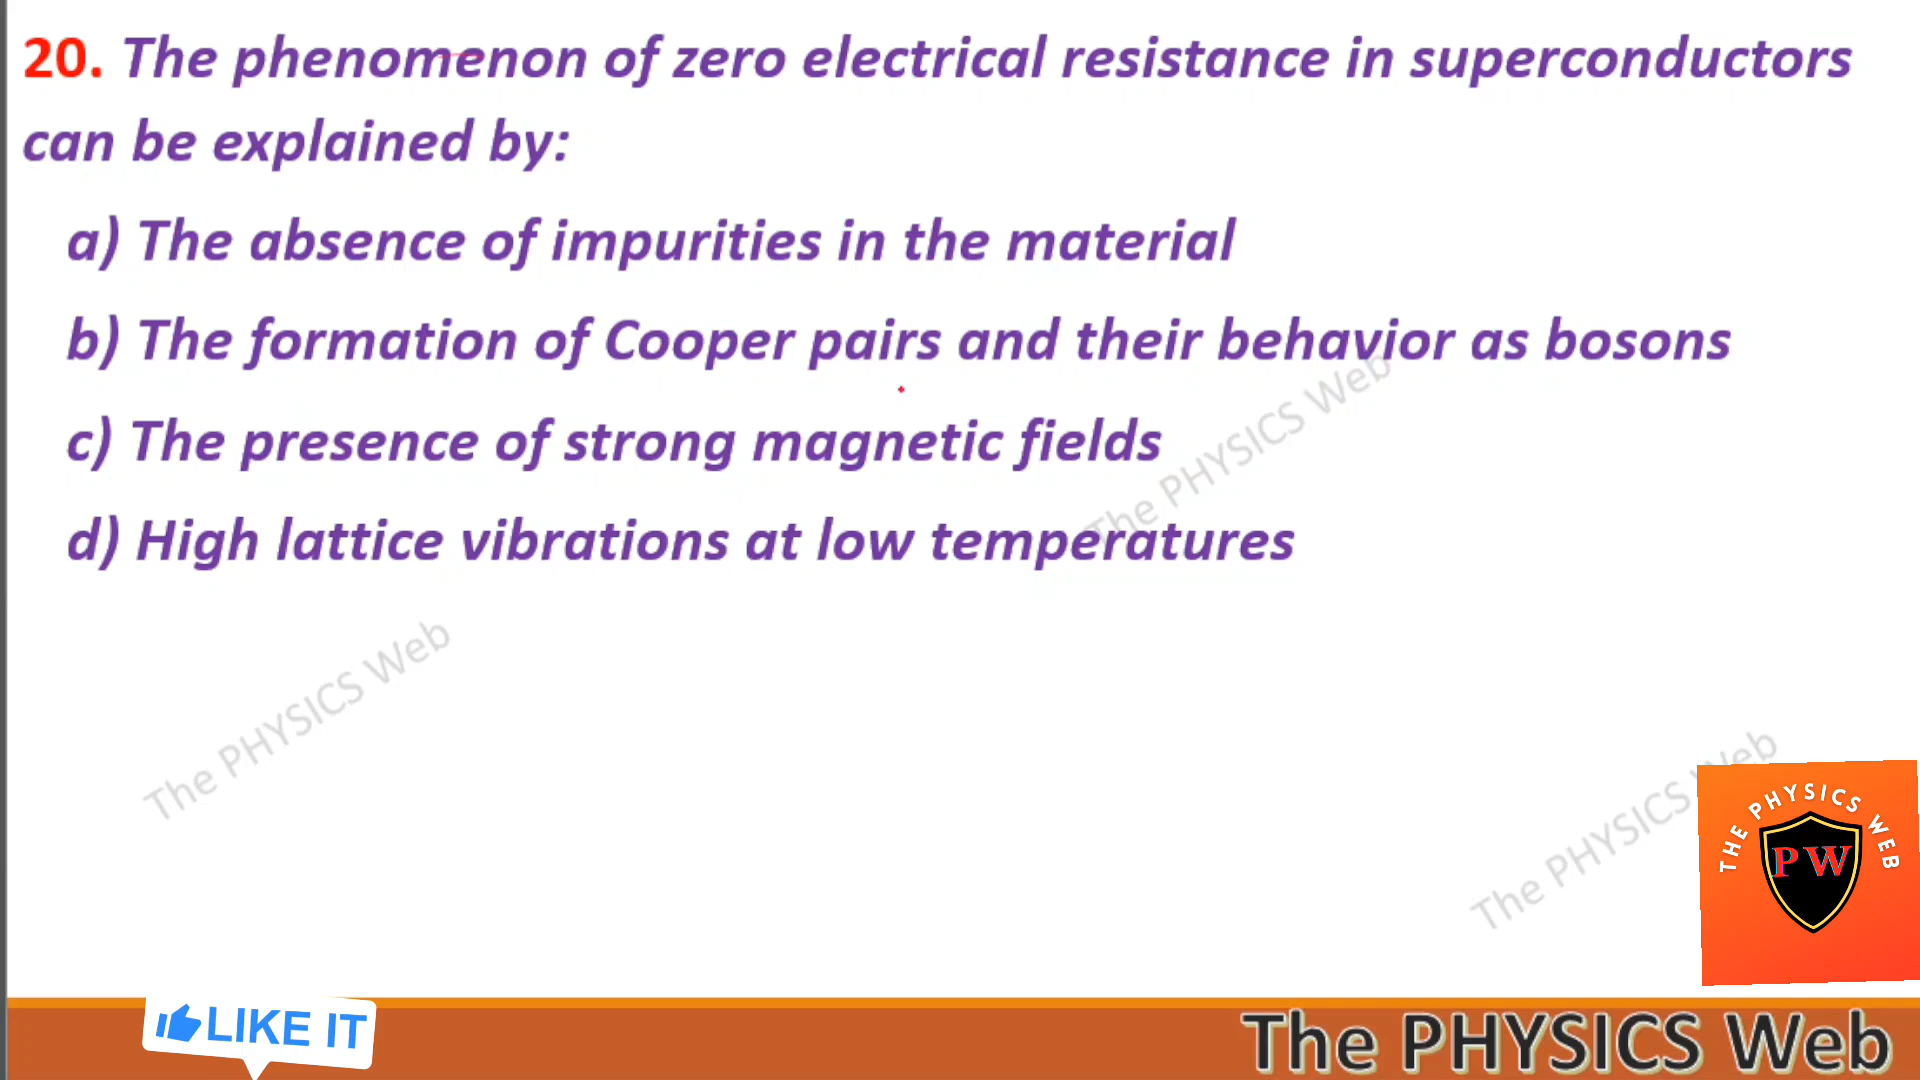 20. The phenomenon of zero electrical resistance in superconductors
can be explained by:
a) The absence of impurities in the material
b) The formation of Cooper pairs and their behavior as bosons
c) The presence of strong magnetic fields
d) High lattice vibrations at low temperatures
The PHYSICS Web
The PHYSICS Web
The PHYSICS Web
THE PHYSICS WEB
PW
LIKE IT
The PHYSICS Web